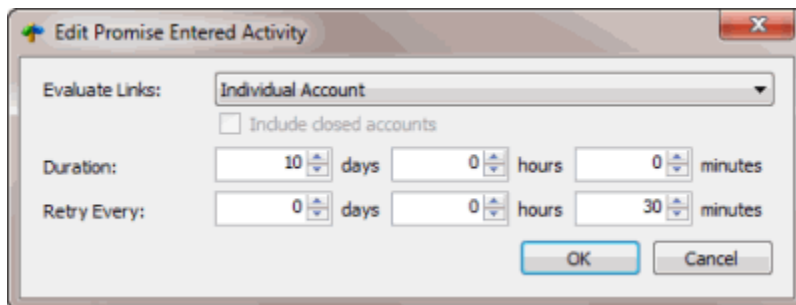 Edit Promise Entered Activity
Evaluate Links: Individual Account
Include closed accounts
Duration: 10 days 0 hours 0 minutes
Retry Every: 0 days 0 hours 30 minutes
OK Cancel